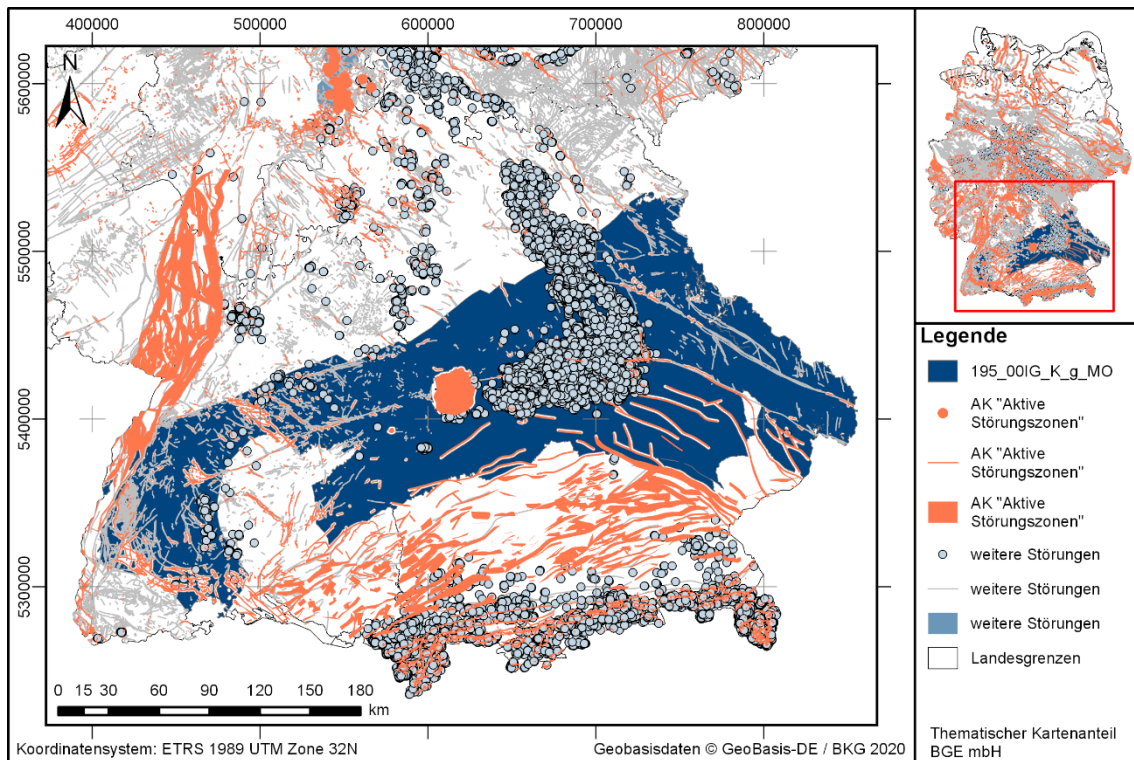 400000 500000 600000 700000 800000
N
5600000
5500000
5400000
5300000
0 15 30 60 90 120 150 180
km
Koordinatensystem: ETRS 1989 UTM Zone 32N
Geobasisdaten © GeoBasis-DE / BKG 2020
Legende
195_00IG_K_g_MO
AK "Aktive
Störungszonen"
AK "Aktive
Störungszonen"
AK "Aktive
Störungszonen"
weitere Störungen
weitere Störungen
weitere Störungen
Landesgrenzen
Thematischer Kartenanteil
BGE mbH